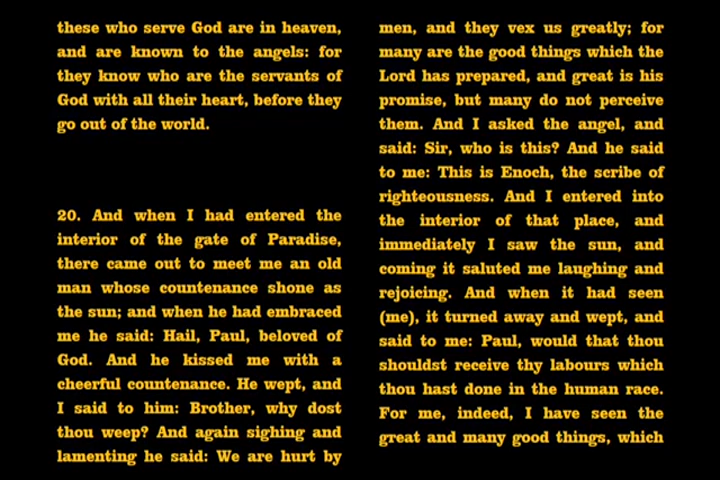 these who serve God are in heaven,
and are known to the angels: for
they know who are the servants of
God with all their heart, before they
go out of the world.
20. And when I had entered the
interior of the gate of Paradise,
there came out to meet me an old
man whose countenance shone as
the sun; and when he had embraced
me he said: Hail, Paul, beloved of
God. And he kissed me with a
cheerful countenance. He wept, and
I said to him: Brother, why dost
thou weep? And again sighing and
lamenting he said: We are hurt by
men, and they vex us greatly; for
many are the good things which the
Lord has prepared, and great is his
promise, but many do not perceive
them. And I asked the angel, and
said: Sir, who is this? And he said
to me: This is Enoch, the scribe of
righteousness. And I entered into
the interior of that place, and
immediately I saw the sun, and
coming it saluted me laughing and
rejoicing. And when it had seen
(me), it turned away and wept, and
said to me: Paul, would that thou
shouldst receive thy labours which
thou hast done in the human race.
For me, indeed, I have seen the
great and many good things, which